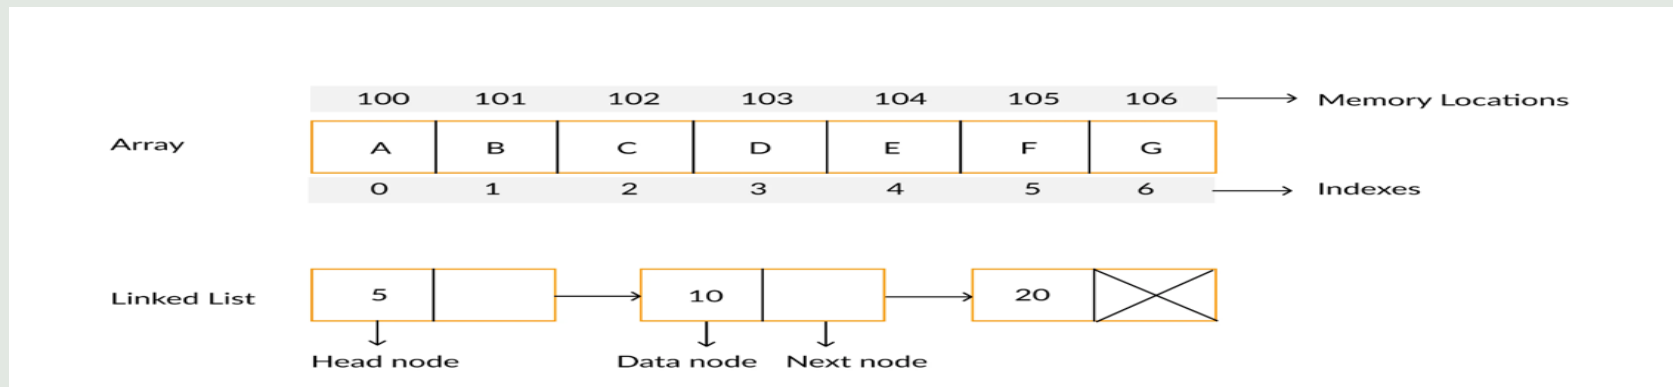 100 101 102 103 104 105 106 Memory Locations
Array A B C D E F G
0 1 2 3 4 5 6 Indexes
Linked List 5 10 20
Head node Data node Next node